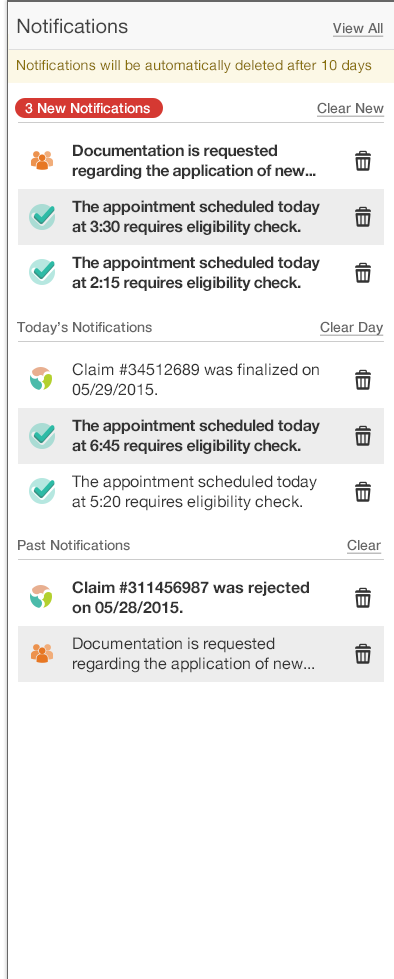 Notifications
View All
Notifications will be automatically deleted after 10 days
3 New Notifications
Clear New
Documentation is requested
regarding the application of new...
The appointment scheduled today
at 3:30 requires eligibility check.
The appointment scheduled today
at 2:15 requires eligibility check.
Today's Notifications
Clear Day
Claim #34512689 was finalized on
05/29/2015.
The appointment scheduled today
at 6:45 requires eligibility check.
The appointment scheduled today
at 5:20 requires eligibility check.
Past Notifications
Clear
Claim #311456987 was rejected
on 05/28/2015.
Documentation is requested
regarding the application of new...